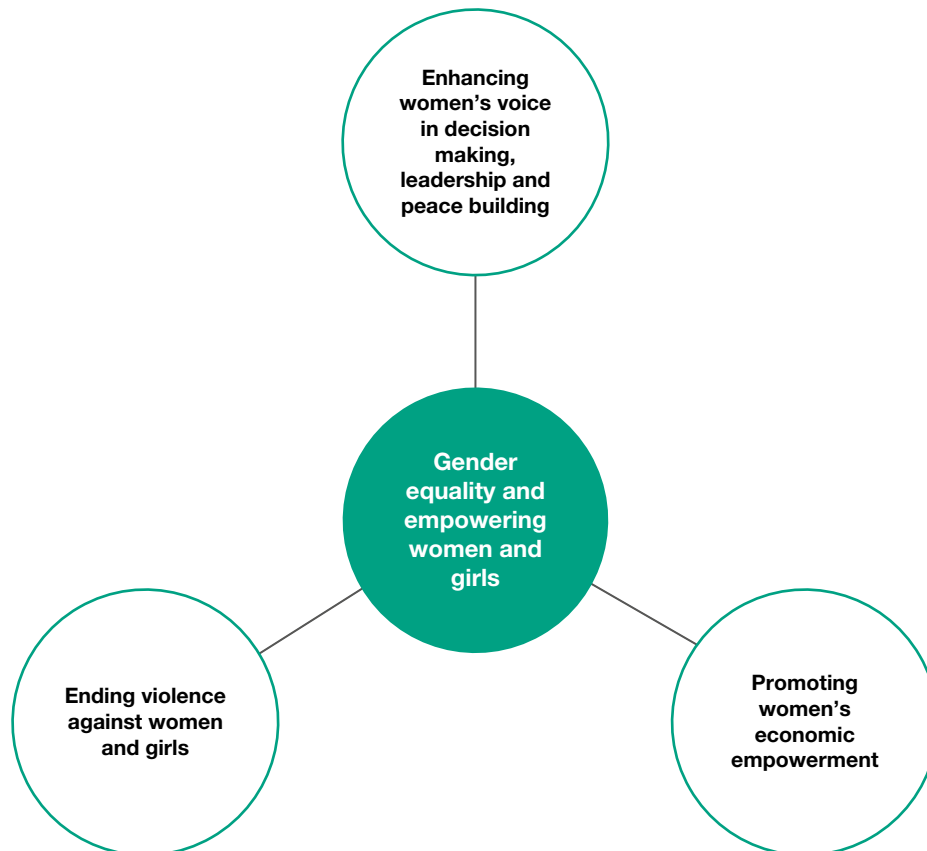 Enhancing
women’s voice
in decision
making,
leadership and
peace building
Gender
equality and
empowering
women and
girls
Ending violence
against women
and girls
Promoting
women’s
economic
empowerment